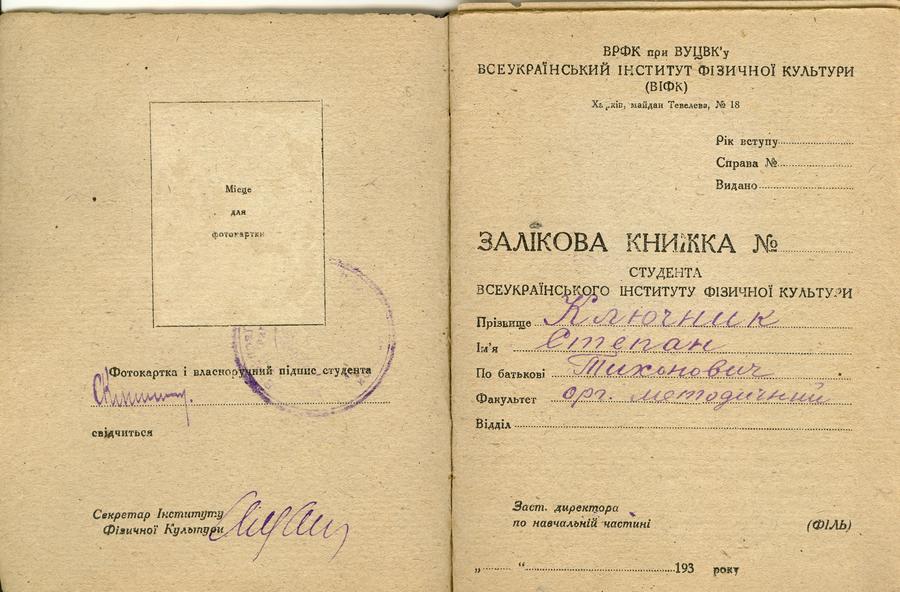 Місце
для
фотокартки
Фотокартка і власноручний підпис студента
свідчиться
Секретар Інституту
Фізичної Культури
ВРФК при ВУЦВК'у
ВСЕУКРАЇНСЬКИЙ ІНСТИТУТ ФІЗИЧНОЇ КУЛЬТУРИ
(ВІФК)
Харків, майдан Тевелева, № 18
Рік вступу
Справа №
Видано
ЗАЛІКОВА КНИЖКА №
СТУДЕНТА
ВСЕУКРАЇНСЬКОГО ІНСТИТУТУ ФІЗИЧНОЇ КУЛЬТУРИ
Прізвище Ключник
Ім'я Степан
По батькові Тихонович
Факультет орг. методичний
Відділ
Заст. директора
по навчальній частині (ФІЛЬ)
„ “ 193 року